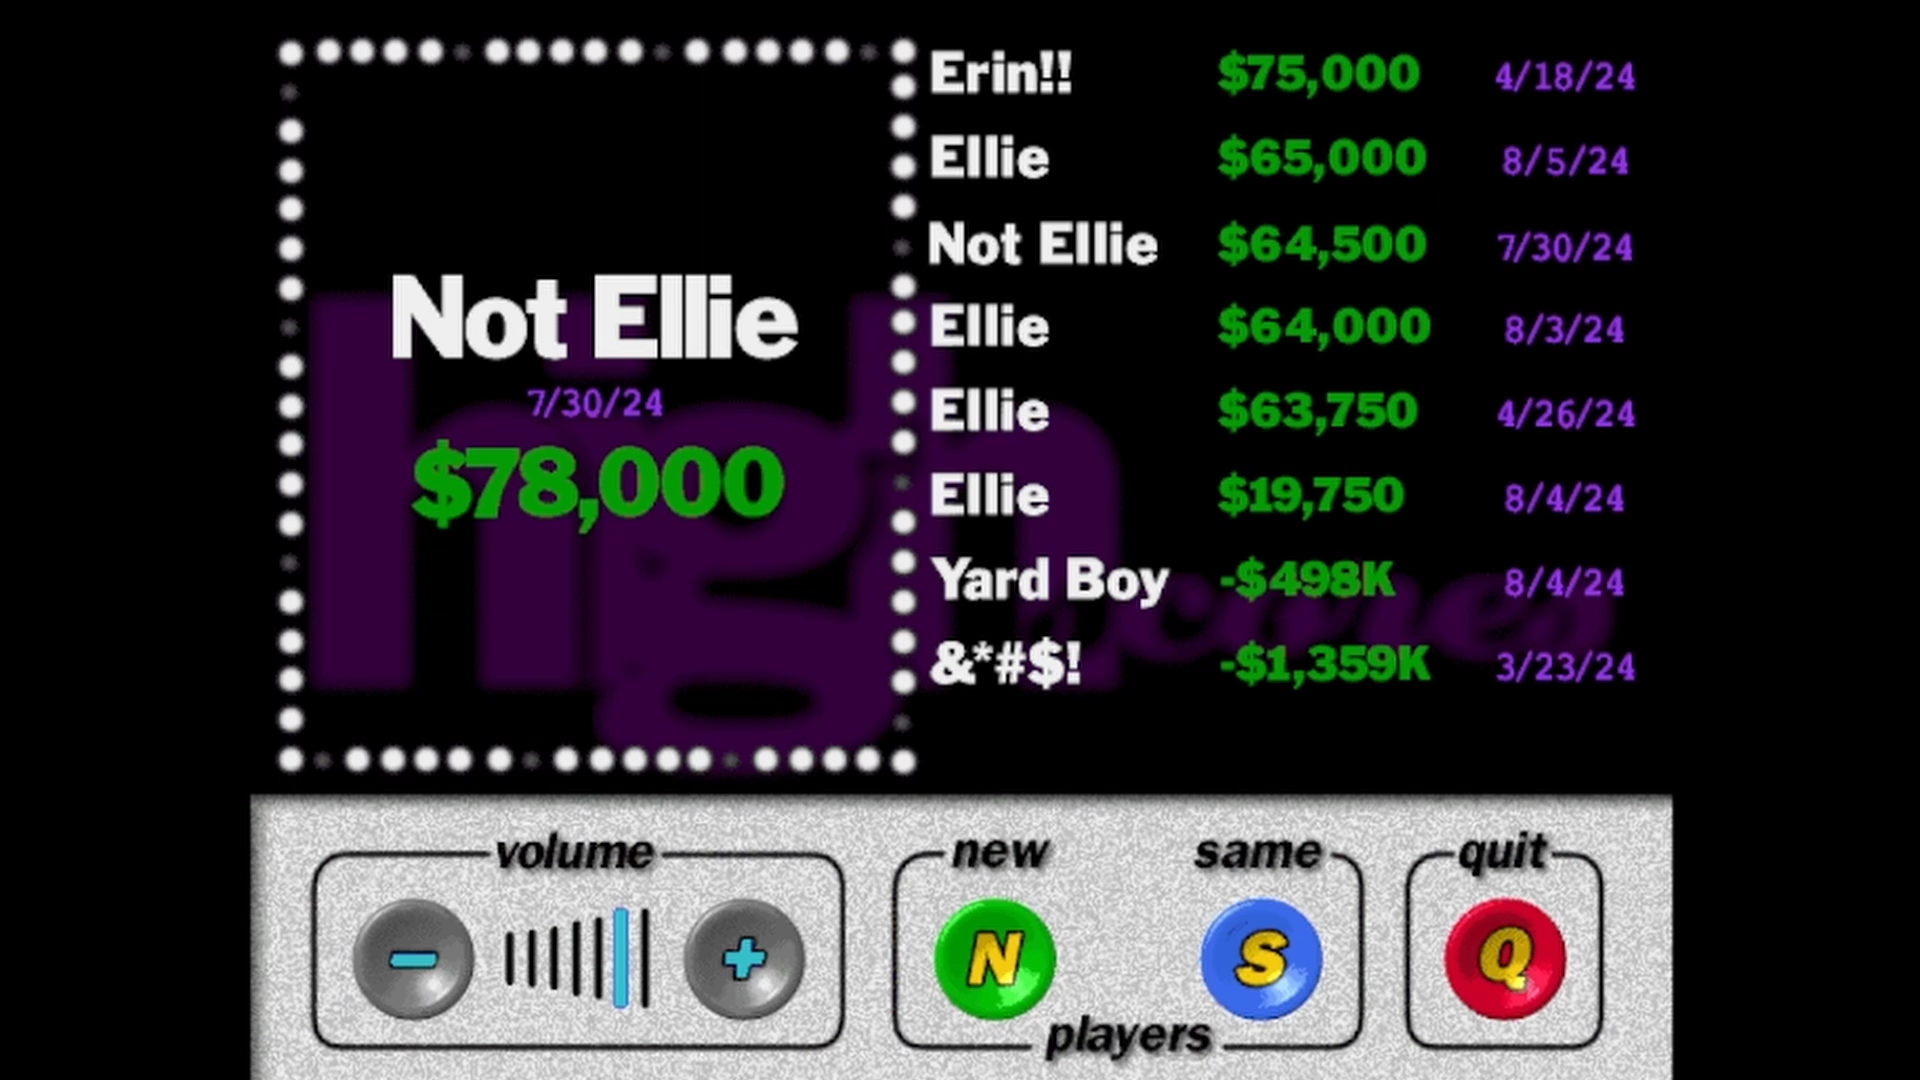 Not Ellie
7/30/24
$78,000
Erin!! $75,000 4/18/24
Ellie $65,000 8/5/24
Not Ellie $64,500 7/30/24
Ellie $64,000 8/3/24
Ellie $63,750 4/26/24
Ellie $19,750 8/4/24
Yard Boy -$498K 8/4/24
&*#$! -$1,359K 3/23/24
high
scores
volume
- +
new same
N S
players
quit
Q